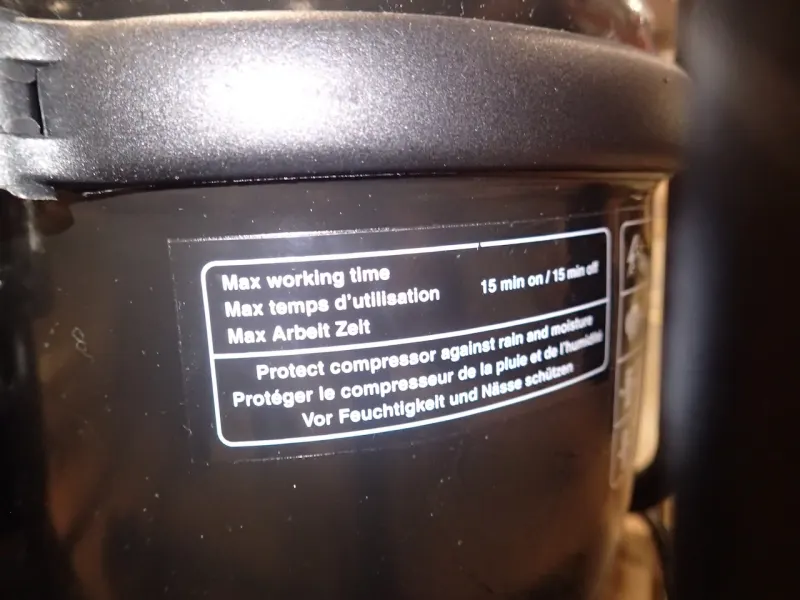 Max working time
Max temps d'utilisation
Max Arbeit Zeit
15 min on / 15 min off
Protect compressor against rain and moisture
Protéger le compresseur de la pluie et de l'humidité
Vor Feuchtigkeit und Nässe schützen